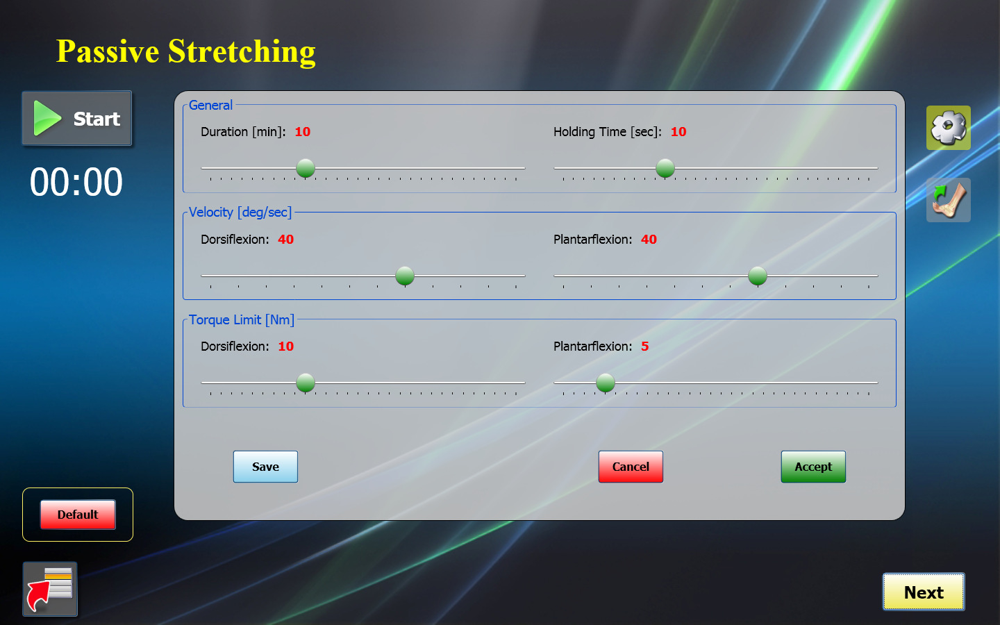 Passive Stretching
Start
00:00
General
Duration [min]: 10
Holding Time [sec]: 10
Velocity [deg/sec]
Dorsiflexion: 40
Plantarflexion: 40
Torque Limit [Nm]
Dorsiflexion: 10
Plantarflexion: 5
Save
Cancel
Accept
Default
Next